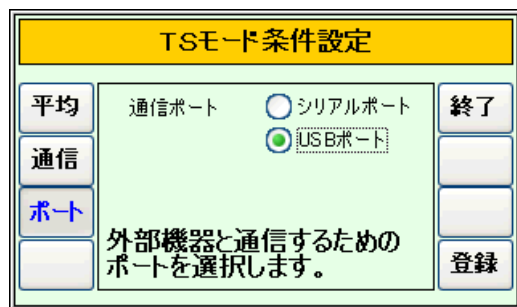 TSモード条件設定
平均
通信ポート
シリアルポート
終了
USBポート
通信
ポート
外部機器と通信するための
ポートを選択します。
登録